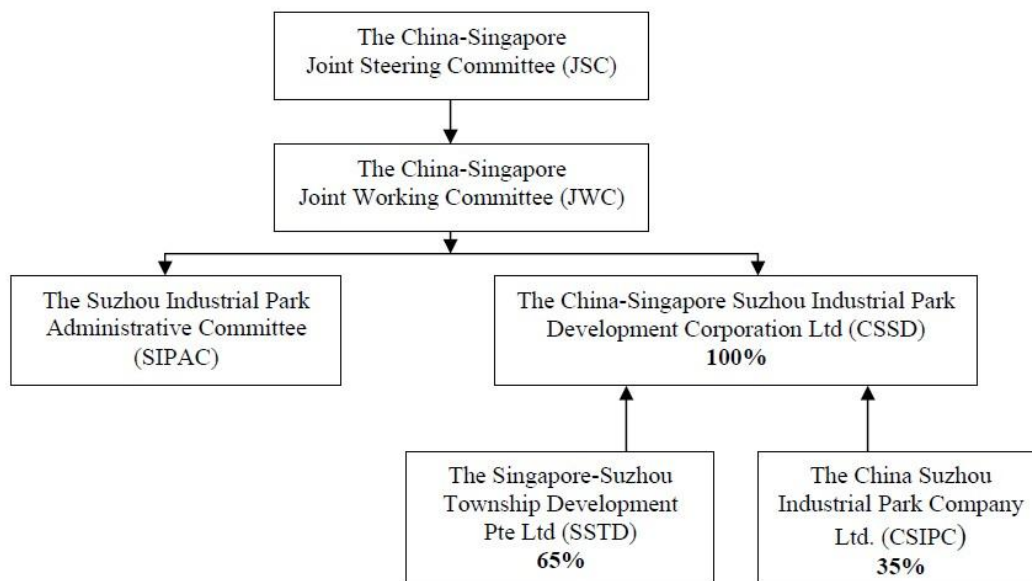 The China-Singapore
Joint Steering Committee (JSC)
The China-Singapore
Joint Working Committee (JWC)
The Suzhou Industrial Park
Administrative Committee
(SIPAC)
The China-Singapore Suzhou Industrial Park
Development Corporation Ltd (CSSD)
100%
The Singapore-Suzhou
Township Development
Pte Ltd (SSTD)
65%
The China Suzhou
Industrial Park Company
Ltd. (CSIPC)
35%